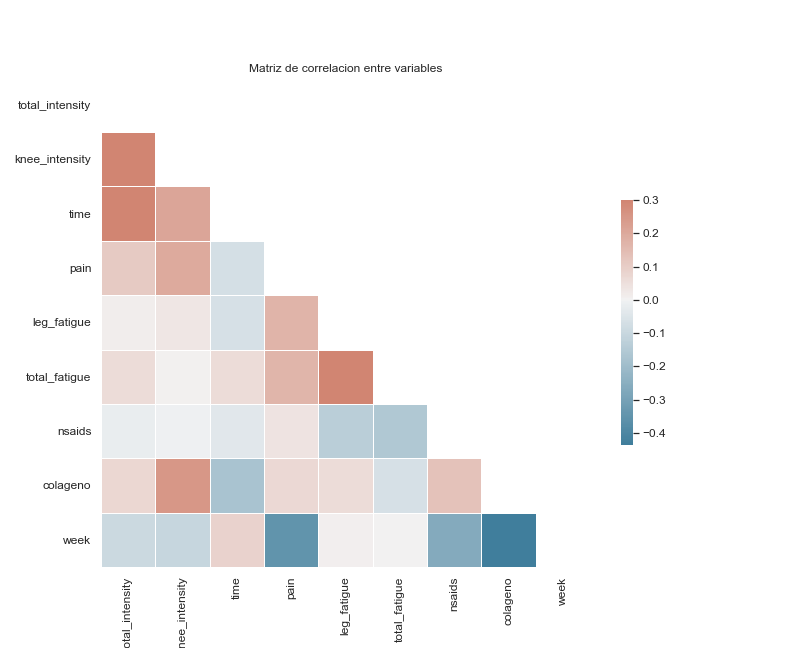 Matriz de correlacion entre variables
total_intensity
knee_intensity
time
pain
leg_fatigue
total_fatigue
nsaids
colageno
week
0.3
0.2
0.1
0.0
−0.1
−0.2
−0.3
−0.4
otal_intensity
nee_intensity
time
pain
leg_fatigue
total_fatigue
nsaids
colageno
week